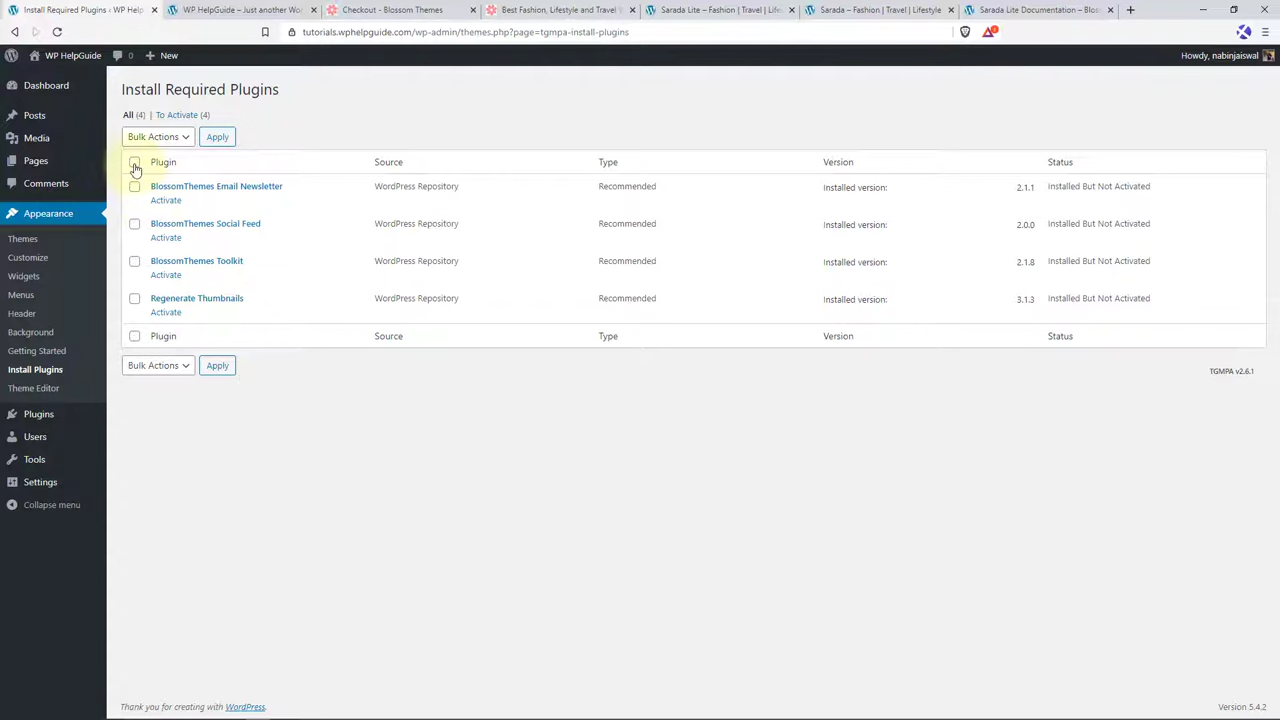 Install Required Plugins ‹ WP Help
WP HelpGuide – Just another Wo
Checkout - Blossom Themes
Best Fashion, Lifestyle and Travel
Sarada Lite – Fashion | Travel | Lifest
Sarada – Fashion | Travel | Lifestyle
Sarada Lite Documentation – Blos
tutorials.wphelpguide.com/wp-admin/themes.php?page=tgmpa-install-plugins
WP HelpGuide 0 New Howdy, nabinjaiswal
Dashboard
Posts
Media
Pages
Comments
Appearance
Themes
Customize
Widgets
Menus
Header
Background
Getting Started
Install Plugins
Theme Editor
Plugins
Users
Tools
Settings
Collapse menu
Install Required Plugins
All (4) | To Activate (4)
Bulk Actions Apply
Plugin Source Type Version Status
BlossomThemes Email Newsletter WordPress Repository Recommended Installed version: 2.1.1 Installed But Not Activated
Activate
BlossomThemes Social Feed WordPress Repository Recommended Installed version: 2.0.0 Installed But Not Activated
Activate
BlossomThemes Toolkit WordPress Repository Recommended Installed version: 2.1.8 Installed But Not Activated
Activate
Regenerate Thumbnails WordPress Repository Recommended Installed version: 3.1.3 Installed But Not Activated
Activate
Plugin Source Type Version Status
Bulk Actions Apply
TGMPA v2.6.1
Thank you for creating with WordPress. Version 5.4.2